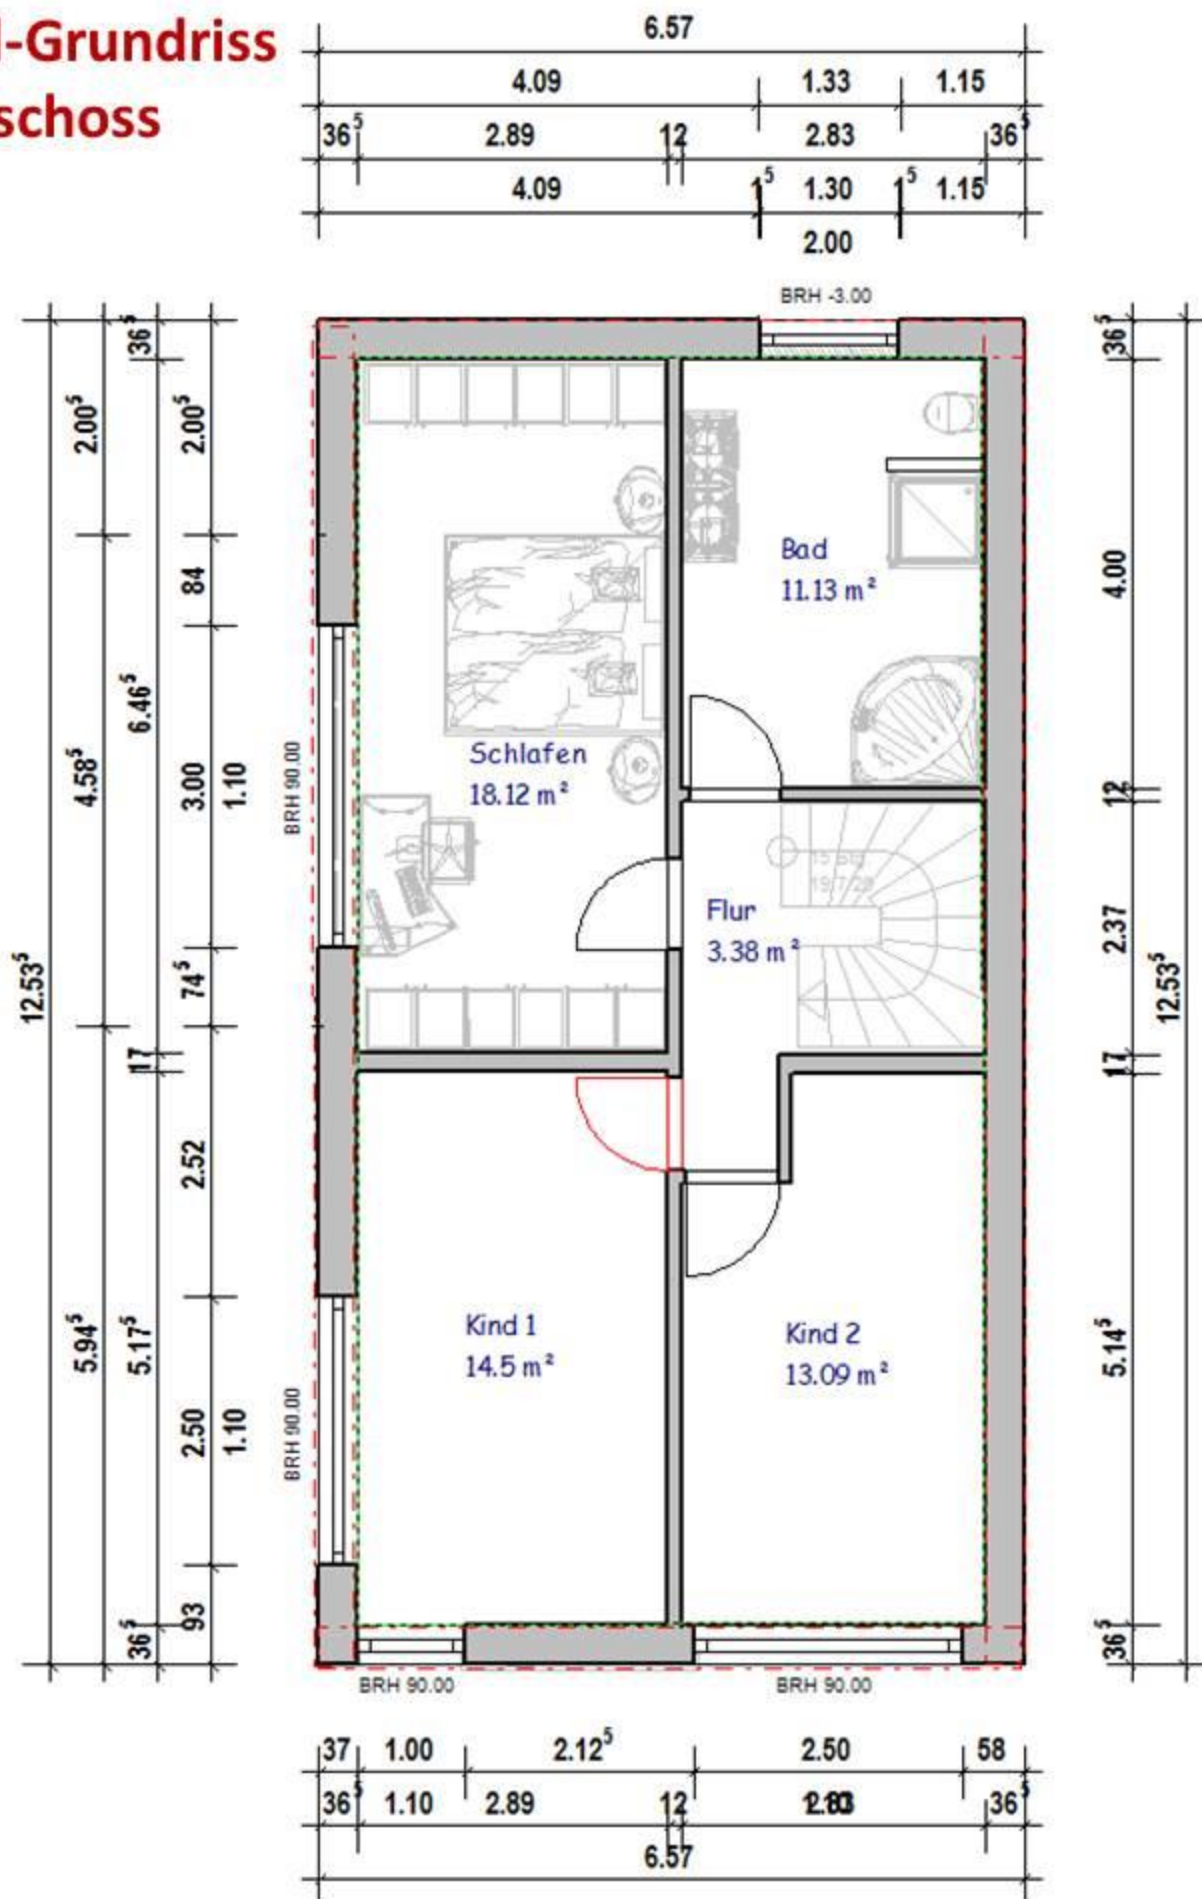 l-Grundriss
schoss
6.57
4.09 1.33 1.15
36⁵ 2.89 12 2.83 36⁵
4.09 1⁵ 1.30 1⁵ 1.15
2.00
BRH -3.00
36⁵
2.00⁵
2.00⁵
84
6.46⁵
4.58⁵
3.00
1.10
BRH 90.00
74⁵
12.53⁵
17
2.52
5.94⁵
5.17⁵
2.50
1.10
BRH 90.00
93
36⁵
Bad
11.13 m²
Schlafen
18.12 m²
Flur
3.38 m²
Kind 1
14.5 m²
Kind 2
13.09 m²
36⁵
4.00
12
2.37
12.53⁵
17
5.14⁵
36⁵
BRH 90.00
BRH 90.00
37 1.00 2.12⁵ 2.50 58
36⁵ 1.10 2.89 12 36⁵
6.57